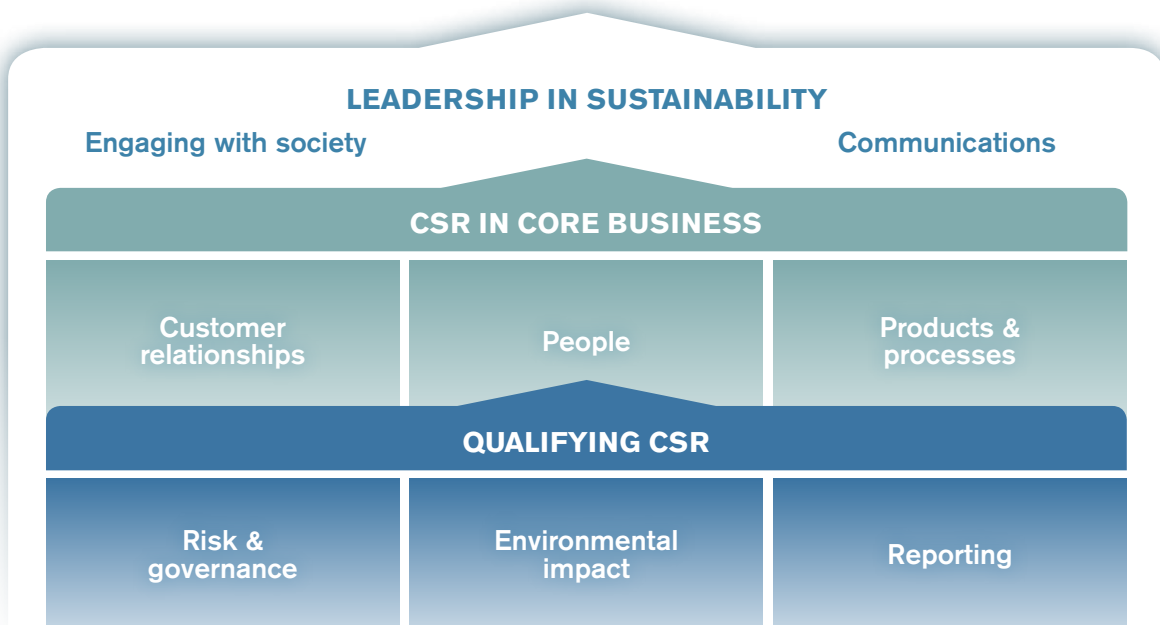 LEADERSHIP IN SUSTAINABILITY
Engaging with society
Communications
CSR IN CORE BUSINESS
Customer
relationships
People
Products &
processes
QUALIFYING CSR
Risk &
governance
Environmental
impact
Reporting